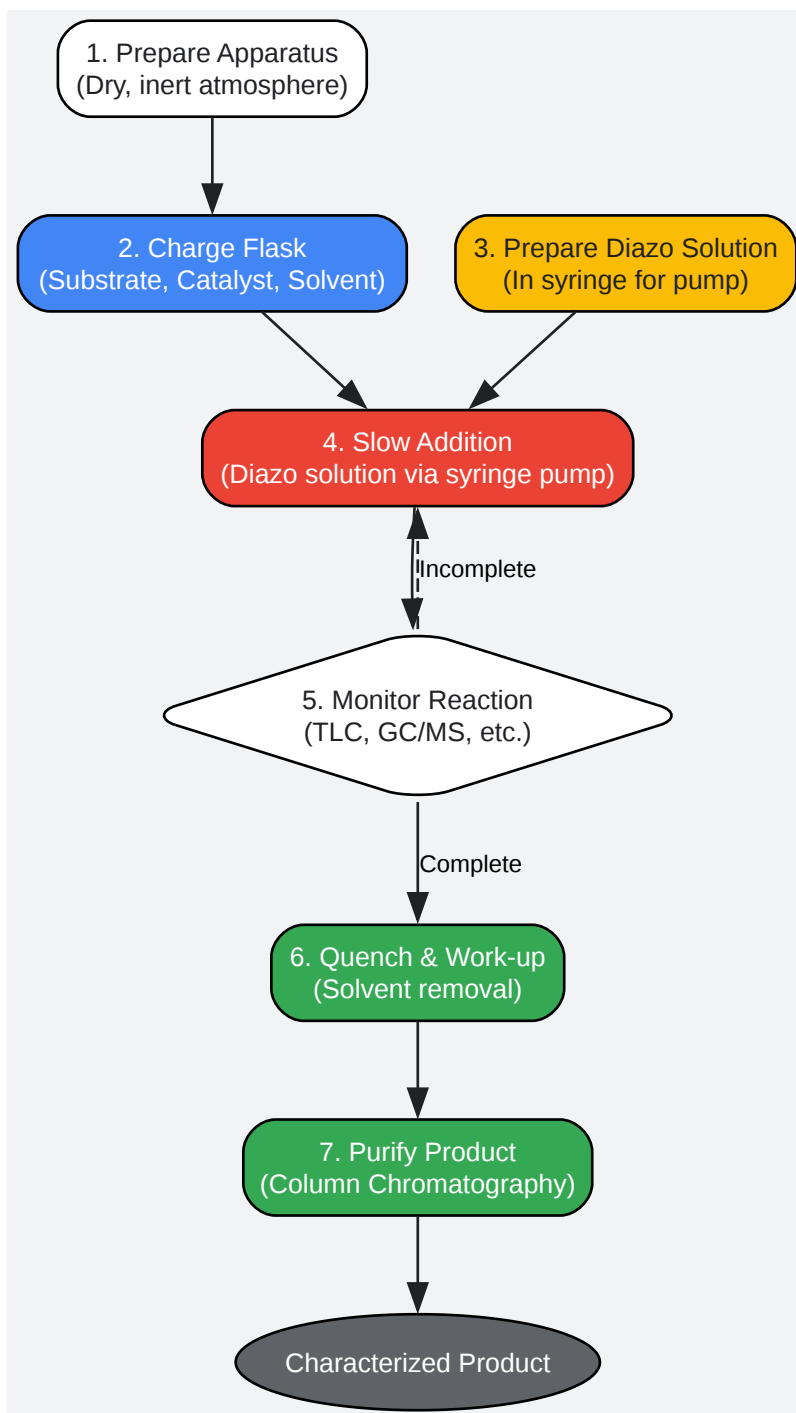 1. Prepare Apparatus
(Dry, inert atmosphere)
2. Charge Flask
(Substrate, Catalyst, Solvent)
3. Prepare Diazo Solution
(In syringe for pump)
4. Slow Addition
(Diazo solution via syringe pump)
Incomplete
5. Monitor Reaction
(TLC, GC/MS, etc.)
Complete
6. Quench & Work-up
(Solvent removal)
7. Purify Product
(Column Chromatography)
Characterized Product